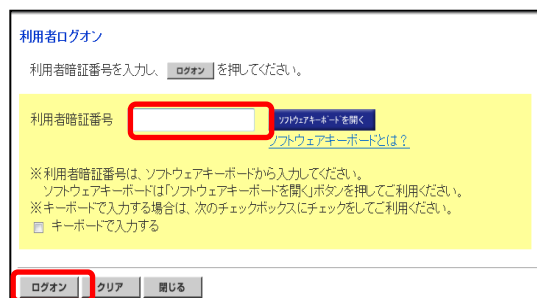 利用者ログオン
利用者暗証番号を入力し、 ログオン を押してください。
利用者暗証番号 ソフトウェアキーボードを開く
ソフトウェアキーボードとは？
※利用者暗証番号は、ソフトウェアキーボードから入力してください。
ソフトウェアキーボードは「ソフトウェアキーボードを開く」ボタンを押してご利用ください。
※キーボードで入力する場合は、次のチェックボックスにチェックをしてご利用ください。
キーボードで入力する
ログオン クリア 閉じる